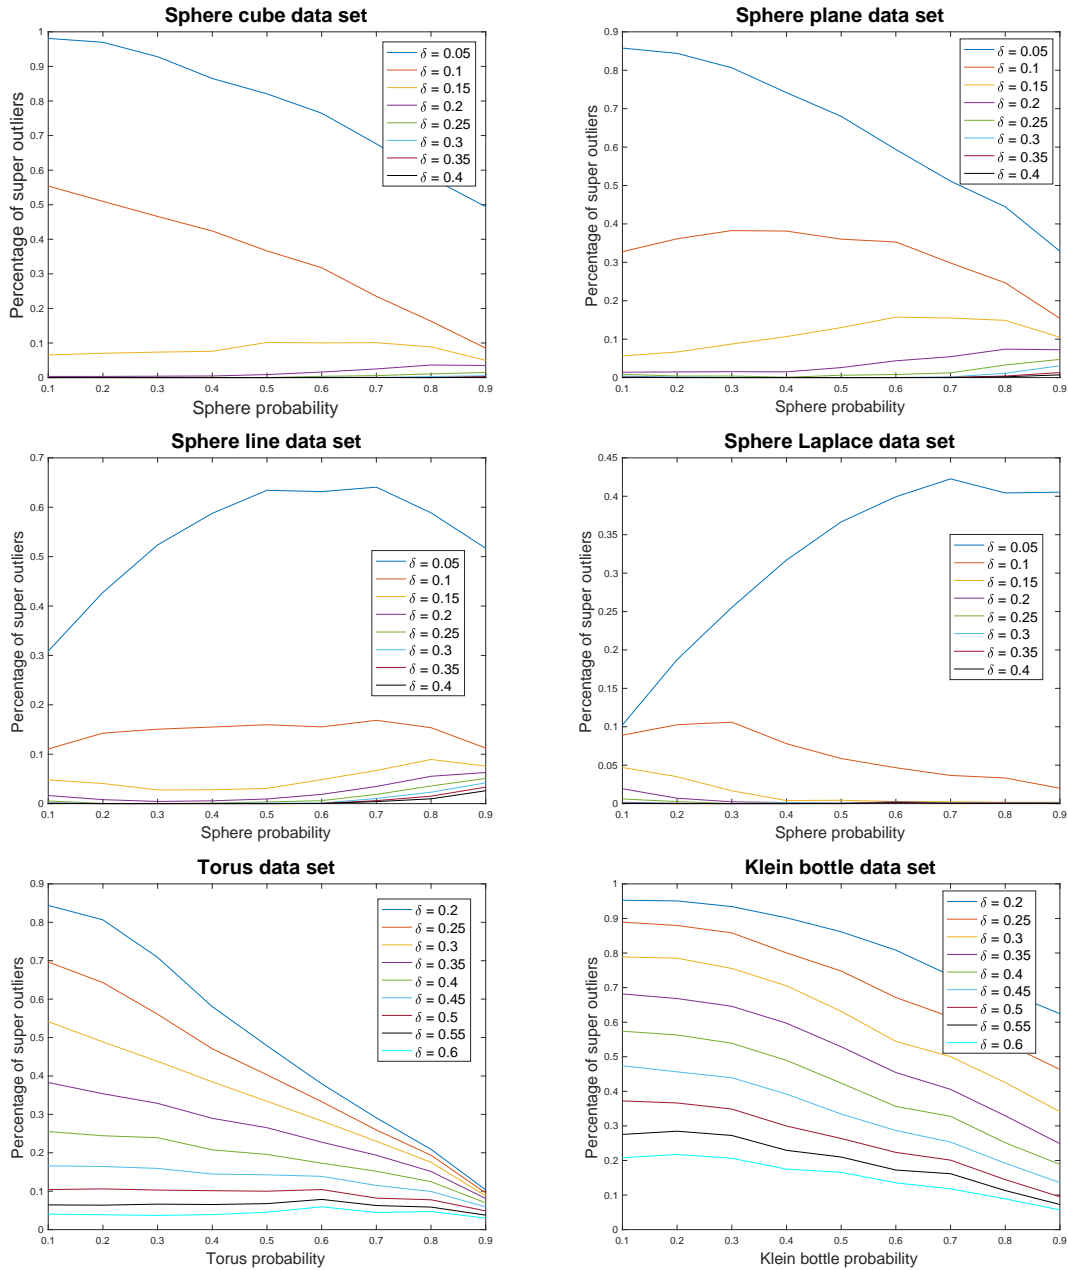 Sphere cube data set
Percentage of super outliers
1
0.9
0.8
0.7
0.6
0.5
0.4
0.3
0.2
0.1
0
0.1 0.2 0.3 0.4 0.5 0.6 0.7 0.8 0.9
Sphere probability
δ = 0.05
δ = 0.1
δ = 0.15
δ = 0.2
δ = 0.25
δ = 0.3
δ = 0.35
δ = 0.4
Sphere plane data set
Percentage of super outliers
0.9
0.8
0.7
0.6
0.5
0.4
0.3
0.2
0.1
0
0.1 0.2 0.3 0.4 0.5 0.6 0.7 0.8 0.9
Sphere probability
δ = 0.05
δ = 0.1
δ = 0.15
δ = 0.2
δ = 0.25
δ = 0.3
δ = 0.35
δ = 0.4
Sphere line data set
Percentage of super outliers
0.7
0.6
0.5
0.4
0.3
0.2
0.1
0
0.1 0.2 0.3 0.4 0.5 0.6 0.7 0.8 0.9
Sphere probability
δ = 0.05
δ = 0.1
δ = 0.15
δ = 0.2
δ = 0.25
δ = 0.3
δ = 0.35
δ = 0.4
Sphere Laplace data set
Percentage of super outliers
0.45
0.4
0.35
0.3
0.25
0.2
0.15
0.1
0.05
0
0.1 0.2 0.3 0.4 0.5 0.6 0.7 0.8 0.9
Sphere probability
δ = 0.05
δ = 0.1
δ = 0.15
δ = 0.2
δ = 0.25
δ = 0.3
δ = 0.35
δ = 0.4
Torus data set
Percentage of super outliers
0.9
0.8
0.7
0.6
0.5
0.4
0.3
0.2
0.1
0
0.1 0.2 0.3 0.4 0.5 0.6 0.7 0.8 0.9
Torus probability
δ = 0.2
δ = 0.25
δ = 0.3
δ = 0.35
δ = 0.4
δ = 0.45
δ = 0.5
δ = 0.55
δ = 0.6
Klein bottle data set
Percentage of super outliers
1
0.9
0.8
0.7
0.6
0.5
0.4
0.3
0.2
0.1
0
0.1 0.2 0.3 0.4 0.5 0.6 0.7 0.8 0.9
Klein bottle probability
δ = 0.2
δ = 0.25
δ = 0.3
δ = 0.35
δ = 0.4
δ = 0.45
δ = 0.5
δ = 0.55
δ = 0.6